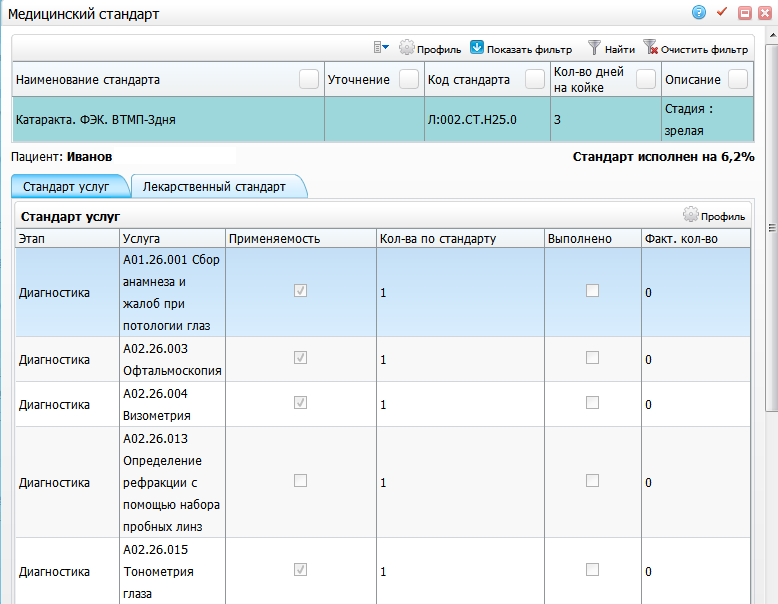 Медицинский стандарт
Профиль Показать фильтр Найти Очистить фильтр
Наименование стандарта Уточнение Код стандарта Кол-во дней на койке Описание
Катаракта. ФЭК. ВТМП-3дня Л:002.СТ.Н25.0 3 Стадия : зрелая
Пациент: Иванов Стандарт исполнен на 6,2%
Стандарт услуг Лекарственный стандарт
Стандарт услуг Профиль
Этап Услуга Применяемость Кол-ва по стандарту Выполнено Факт. кол-во
Диагностика A01.26.001 Сбор анамнеза и жалоб при потологии глаз 1 0
Диагностика A02.26.003 Офтальмоскопия 1 0
Диагностика A02.26.004 Визометрия 1 0
Диагностика A02.26.013 Определение рефракции с помощью набора пробных линз 1 0
Диагностика A02.26.015 Тонометрия глаза 1 0